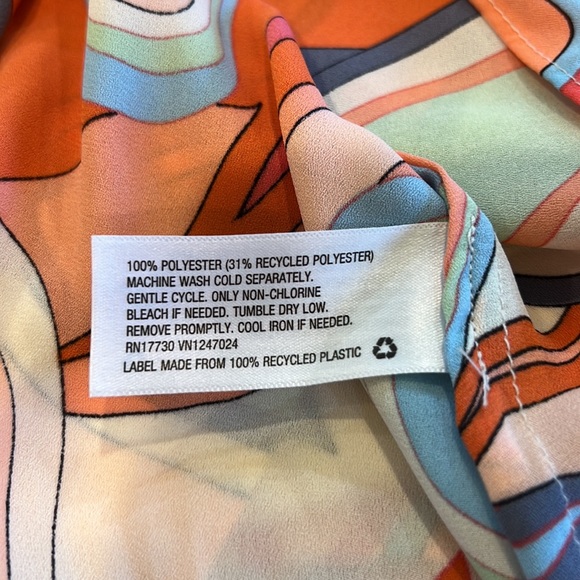 100% POLYESTER (31% RECYCLED POLYESTER)
MACHINE WASH COLD SEPARATELY.
GENTLE CYCLE. ONLY NON-CHLORINE
BLEACH IF NEEDED. TUMBLE DRY LOW.
REMOVE PROMPTLY. COOL IRON IF NEEDED.
RN17730 VN1247024
LABEL MADE FROM 100% RECYCLED PLASTIC